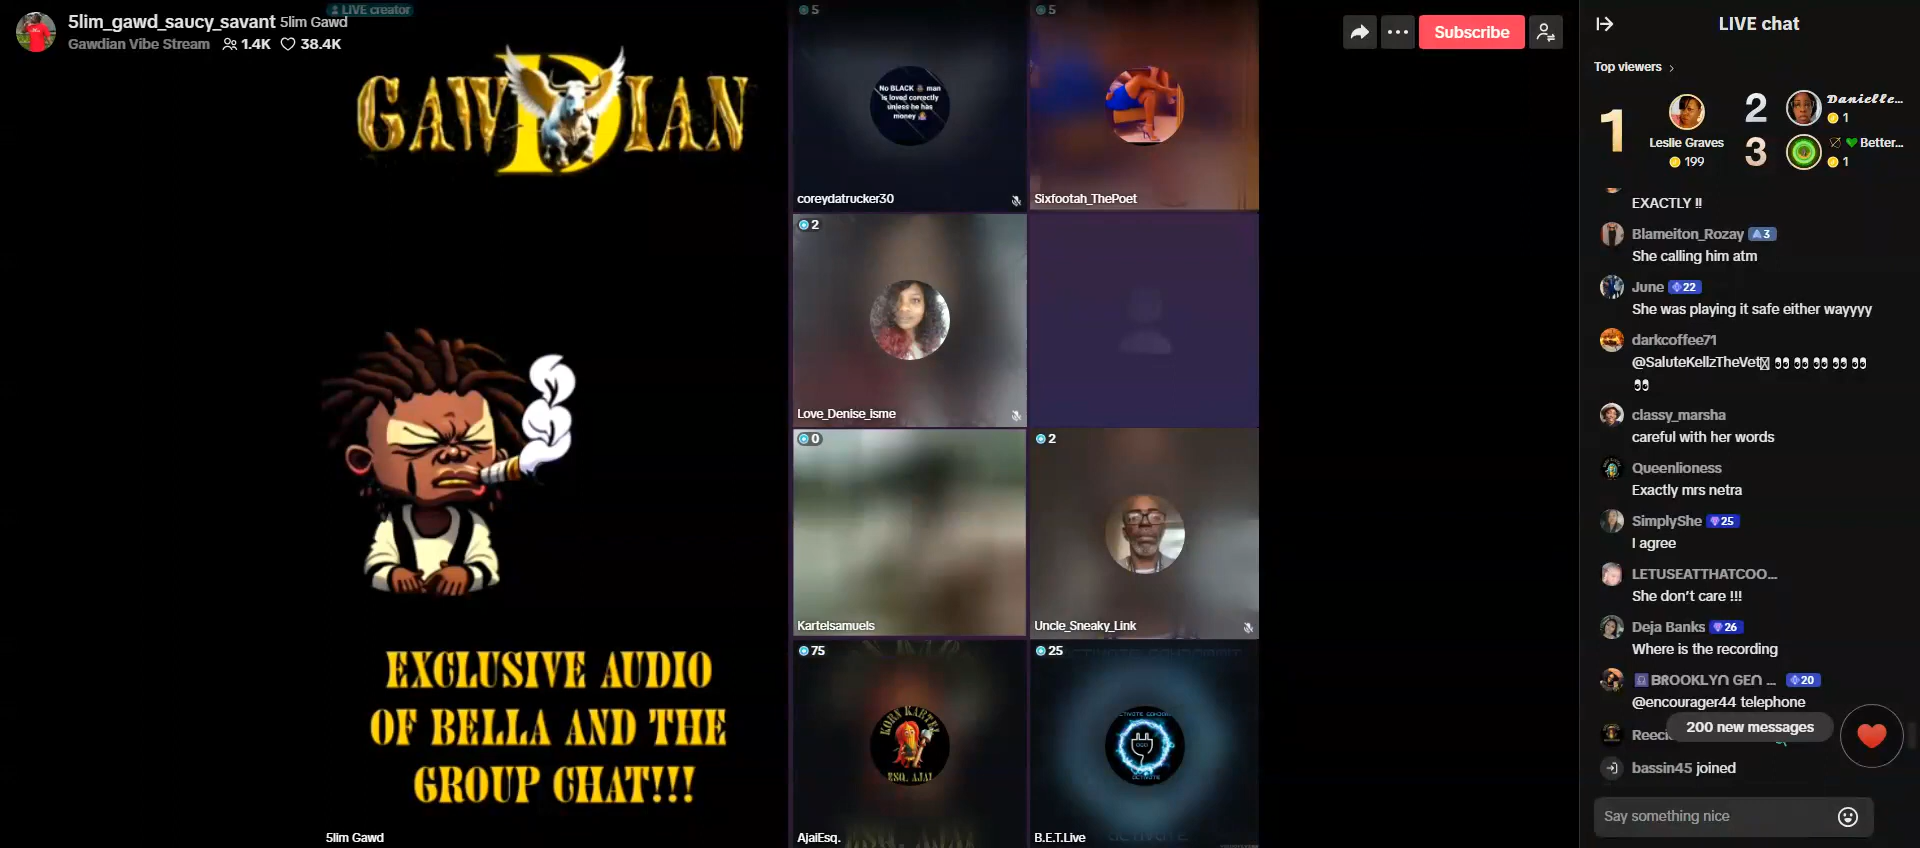 5lim_gawd_saucy_savant 5lim Gawd
Gawdian Vibe Stream 1.4K 38.4K
LIVE creator
GAWDIAN
EXCLUSIVE AUDIO
OF BELLA AND THE
GROUP CHAT!!!
5lim Gawd
5
No BLACK man
is loved correctly
unless he has
money
coreydatrucker30
5
Sixfootah_ThePoet
2
Love_Denise_isme
0
Kartelsamuels
2
Uncle_Sneaky_Link
75
KORN KARTEL
ESQ. AJAI
AjaiEsq.
25
B.E.T.Live
Subscribe
LIVE chat
Top viewers
1
Leslie Graves
199
2
𝓓𝓪𝓷𝓲𝓮𝓵𝓵𝓮...
1
3
Better...
1
EXACTLY !!
Blameiton_Rozay 3
She calling him atm
June 22
She was playing it safe either wayyyy
darkcoffee71
@SaluteKellzTheVet 👀 👀 👀 👀 👀
👀
classy_marsha
careful with her words
Queenlioness
Exactly mrs netra
SimplyShe 25
I agree
LETUSEATTHATCOO...
She don’t care !!!
Deja Banks 26
Where is the recording
BROOKLYN GEN ... 20
@encourager44 telephone
200 new messages
bassin45 joined
Say something nice